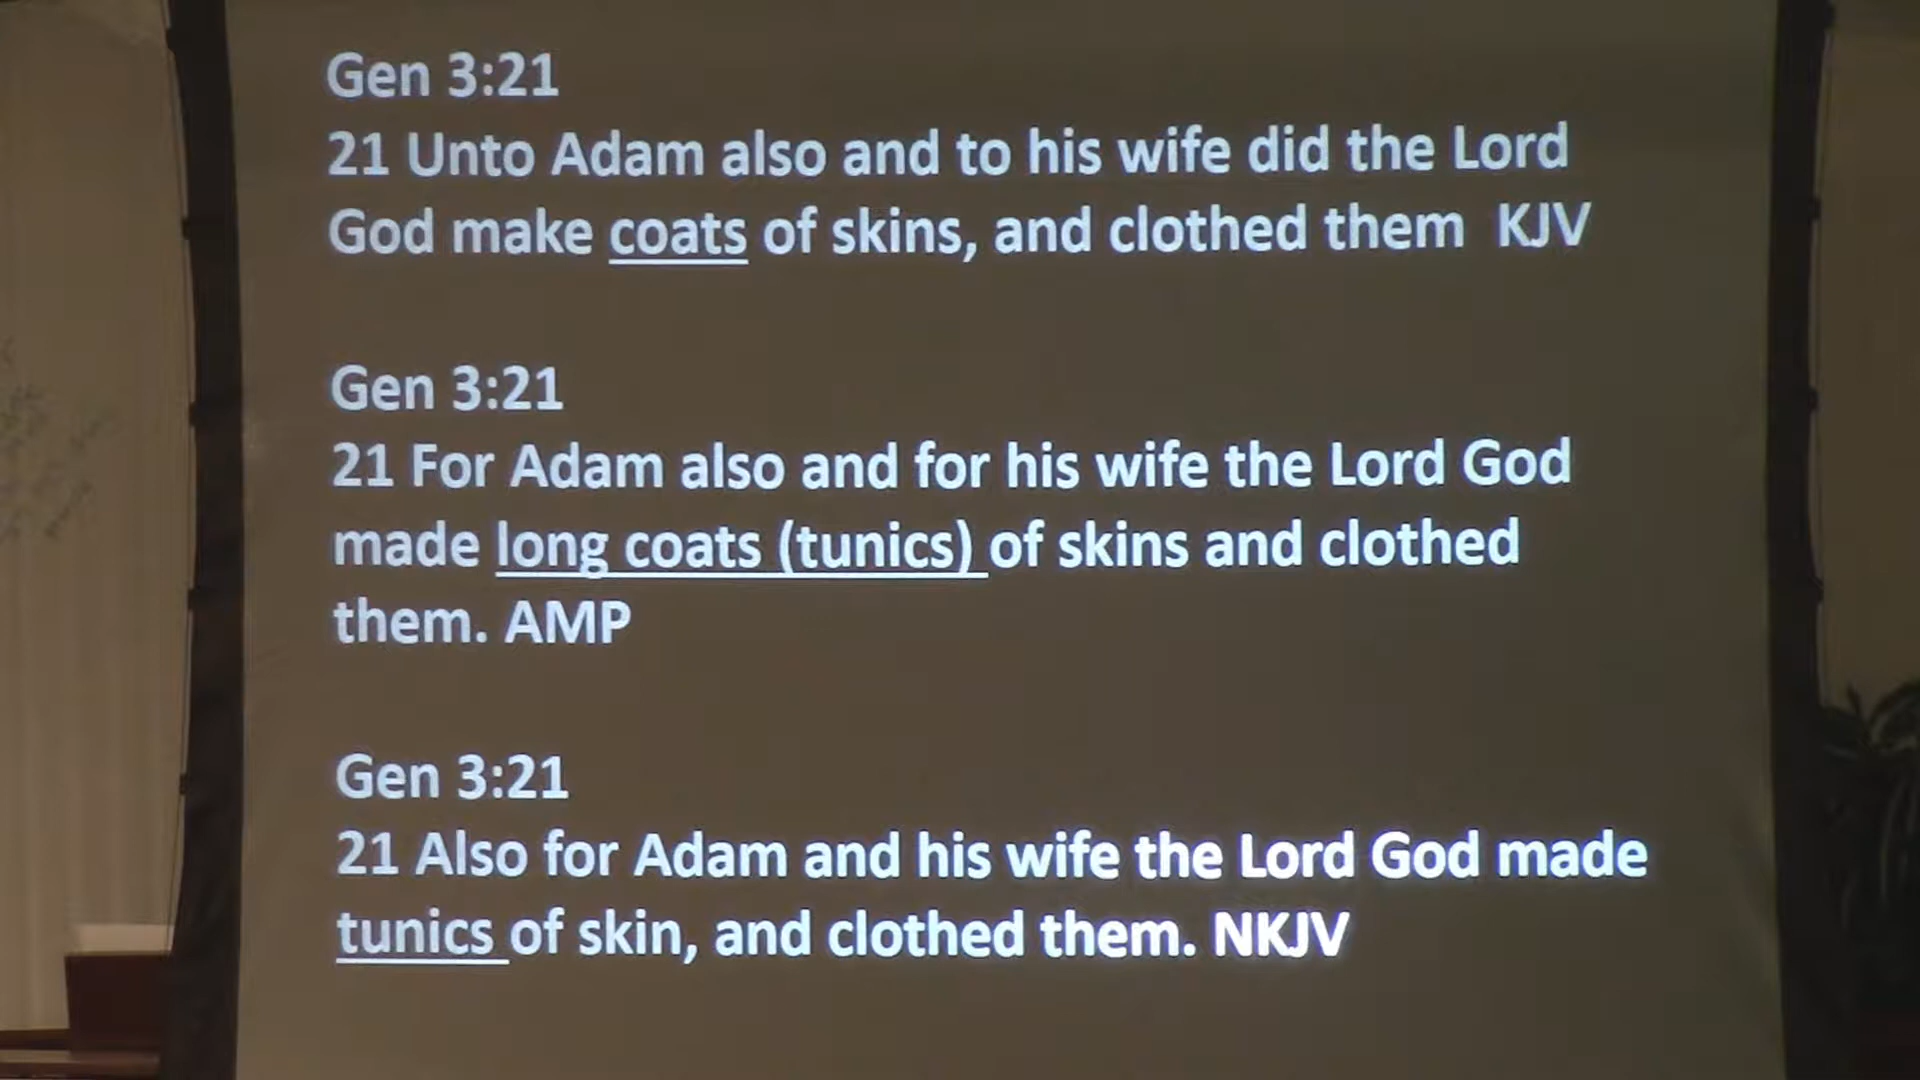 Gen 3:21
21 Unto Adam also and to his wife did the Lord
God make coats of skins, and clothed them  KJV
Gen 3:21
21 For Adam also and for his wife the Lord God
made long coats (tunics) of skins and clothed
them. AMP
Gen 3:21
21 Also for Adam and his wife the Lord God made
tunics of skin, and clothed them. NKJV